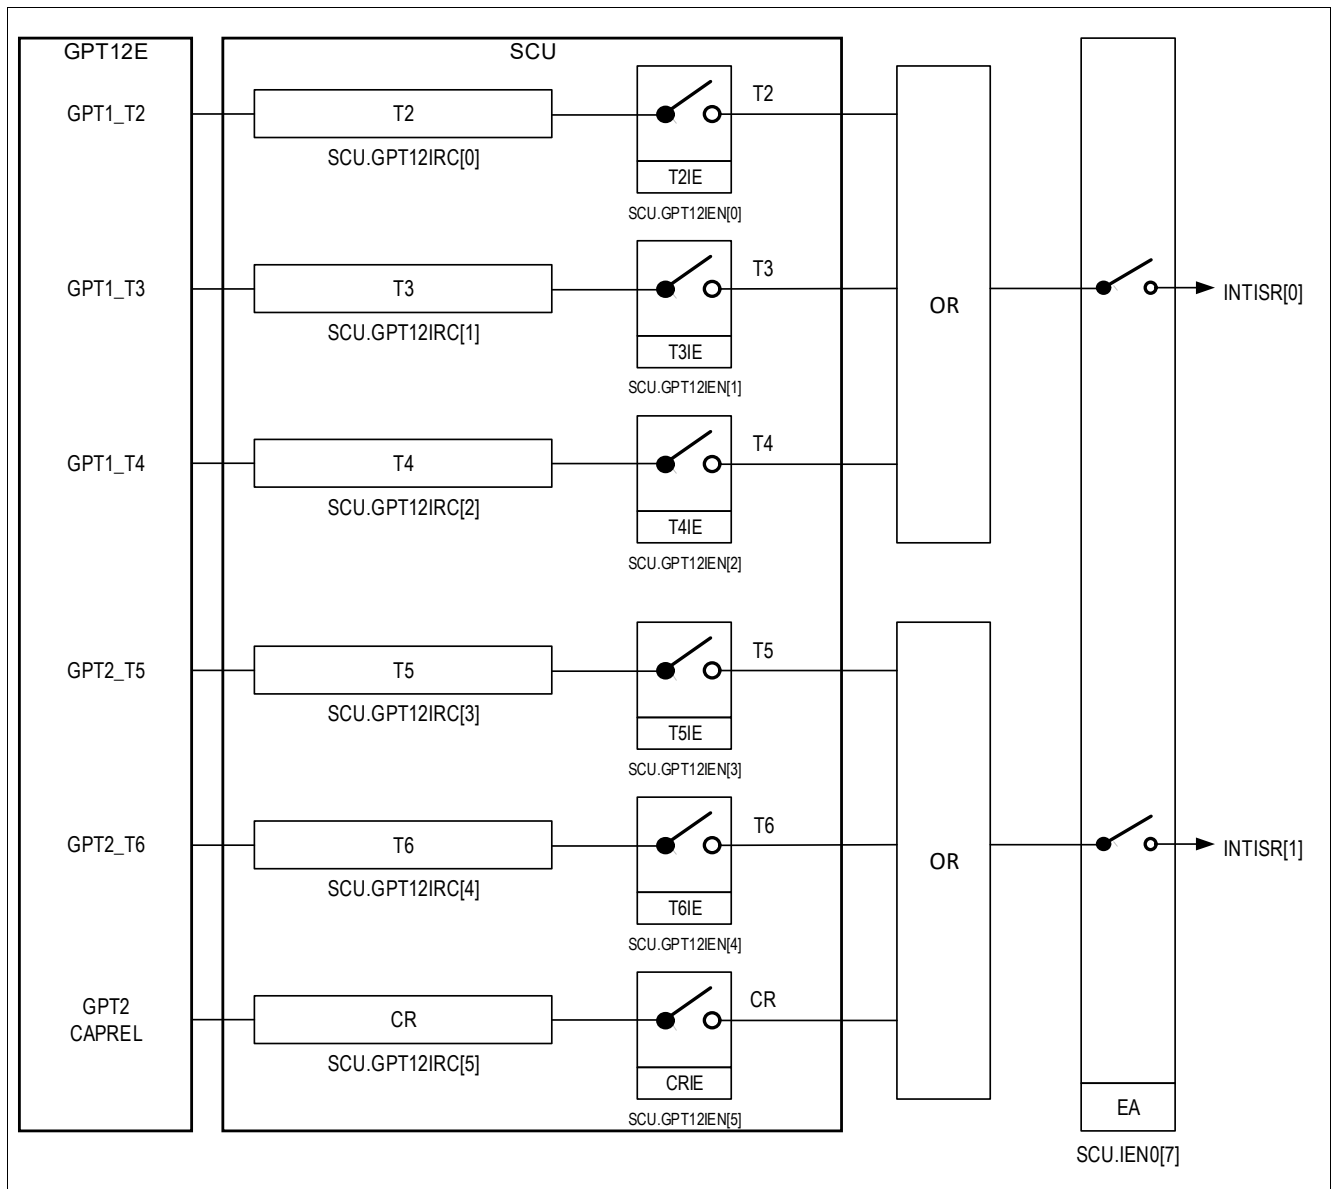 GPT12E
SCU
GPT1_T2
T2
T2
SCU.GPT12IRC[0]
T2IE
SCU.GPT12IEN[0]
GPT1_T3
T3
T3
INTISR[0]
OR
SCU.GPT12IRC[1]
T3IE
SCU.GPT12IEN[1]
GPT1_T4
T4
T4
SCU.GPT12IRC[2]
T4IE
SCU.GPT12IEN[2]
GPT2_T5
T5
T5
SCU.GPT12IRC[3]
T5IE
SCU.GPT12IEN[3]
GPT2_T6
T6
T6
INTISR[1]
OR
SCU.GPT12IRC[4]
T6IE
SCU.GPT12IEN[4]
GPT2
CAPREL
CR
CR
SCU.GPT12IRC[5]
CRIE
SCU.GPT12IEN[5]
EA
SCU.IEN0[7]